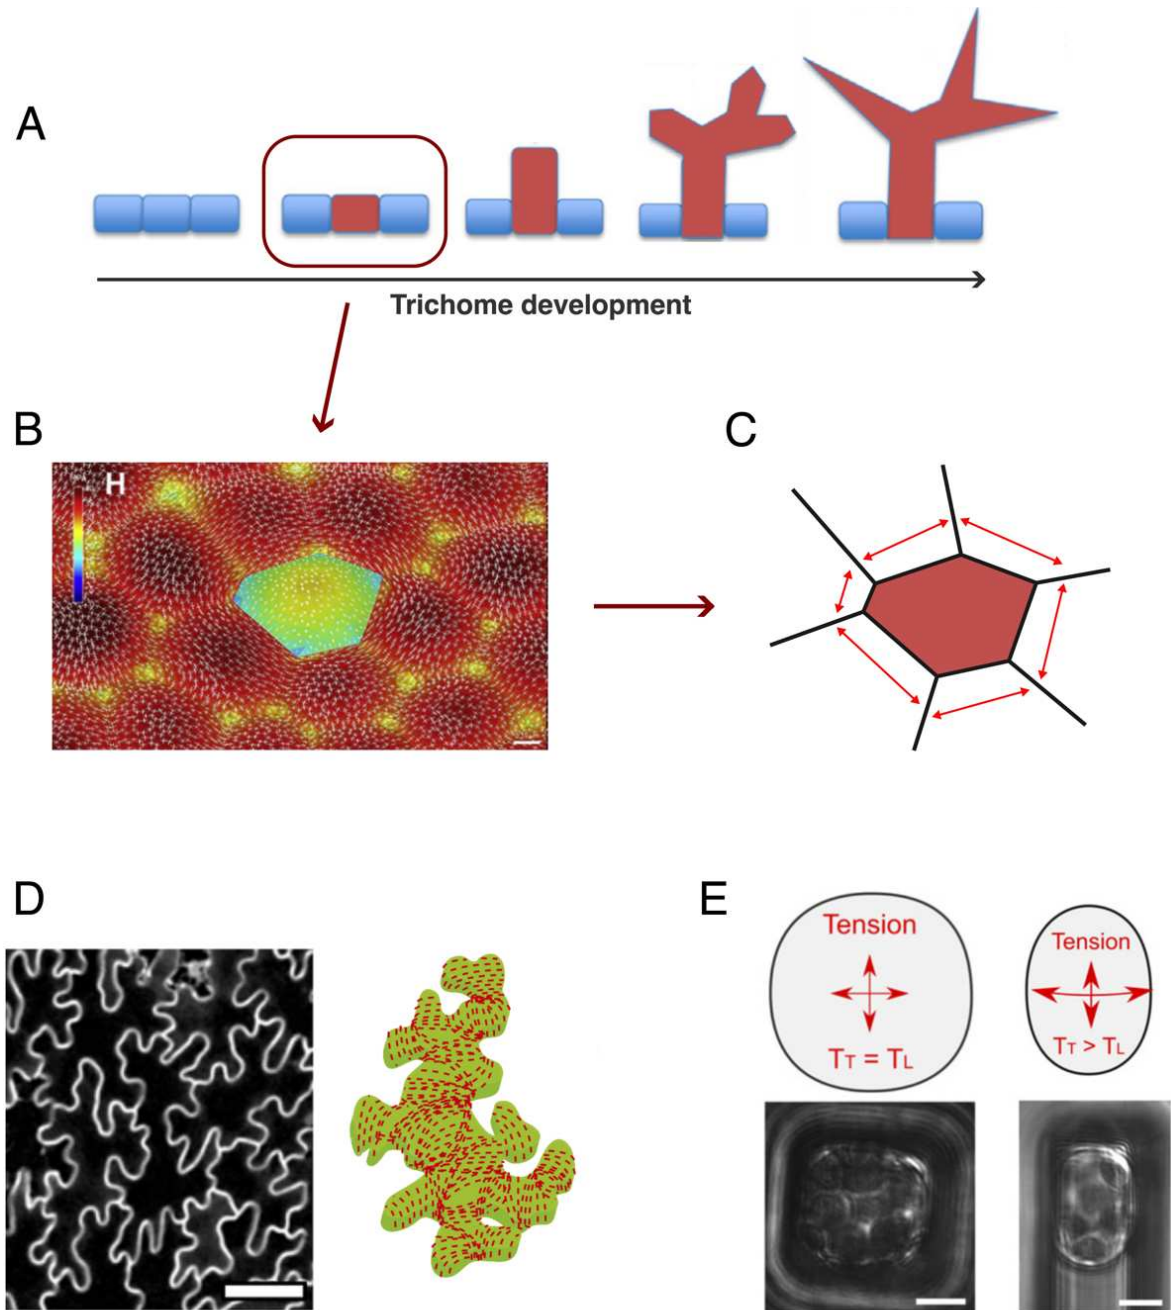 A
Trichome development
B
H
C
D
E
Tension
TT = TL
Tension
TT > TL